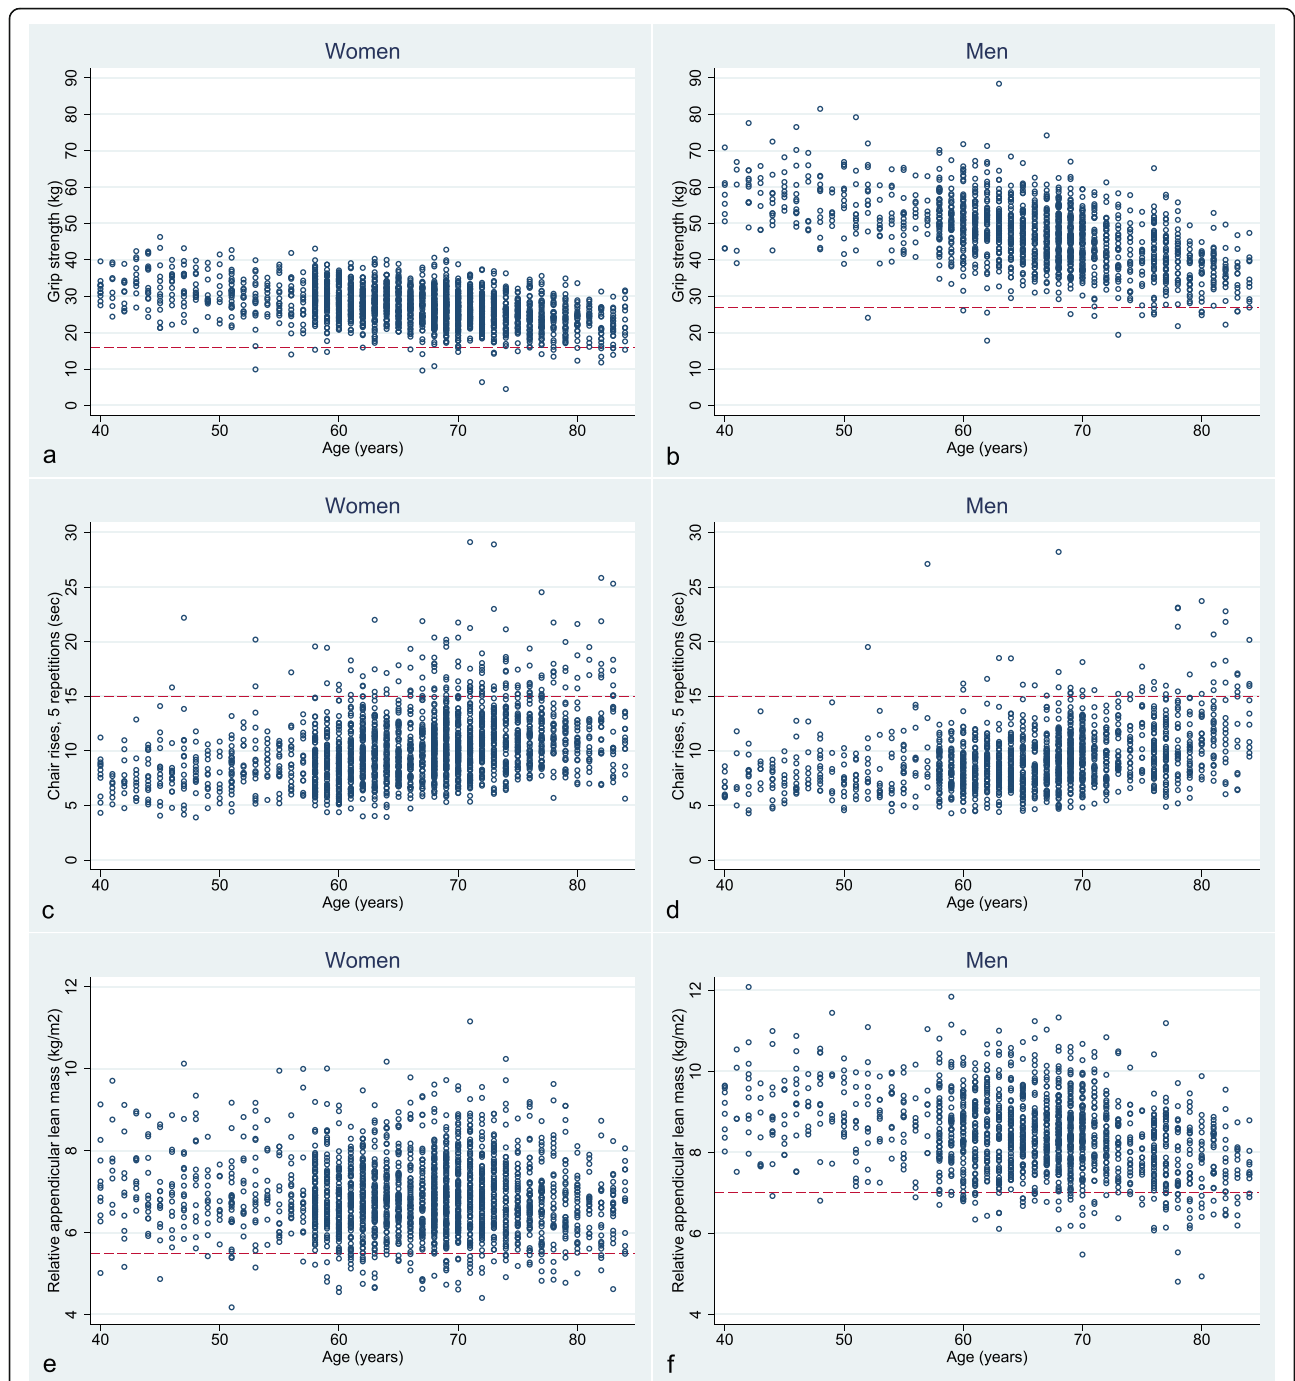 Women
Grip strength (kg)
90
80
70
60
50
40
30
20
10
0
40 50 60 70 80
Age (years)
a
Men
Grip strength (kg)
90
80
70
60
50
40
30
20
10
0
40 50 60 70 80
Age (years)
b
Women
Chair rises, 5 repetitions (sec)
30
25
20
15
10
5
0
40 50 60 70 80
Age (years)
c
Men
Chair rises, 5 repetitions (sec)
30
25
20
15
10
5
0
40 50 60 70 80
Age (years)
d
Women
Relative appendicular lean mass (kg/m2)
12
10
8
6
4
40 50 60 70 80
Age (years)
e
Men
Relative appendicular lean mass (kg/m2)
12
10
8
6
4
40 50 60 70 80
Age (years)
f